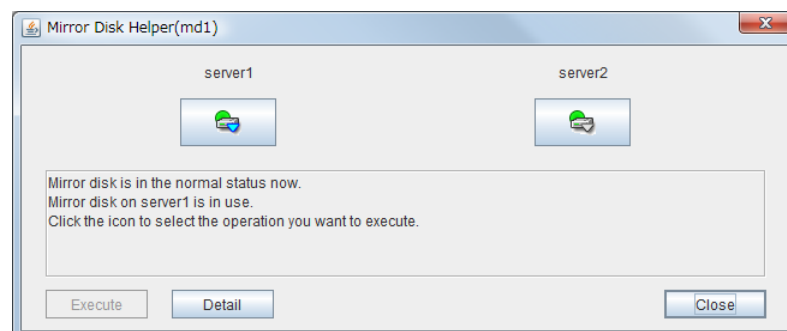 Mirror Disk Helper(md1)
server1 server2
Mirror disk is in the normal status now.
Mirror disk on server1 is in use.
Click the icon to select the operation you want to execute.
Execute Detail Close